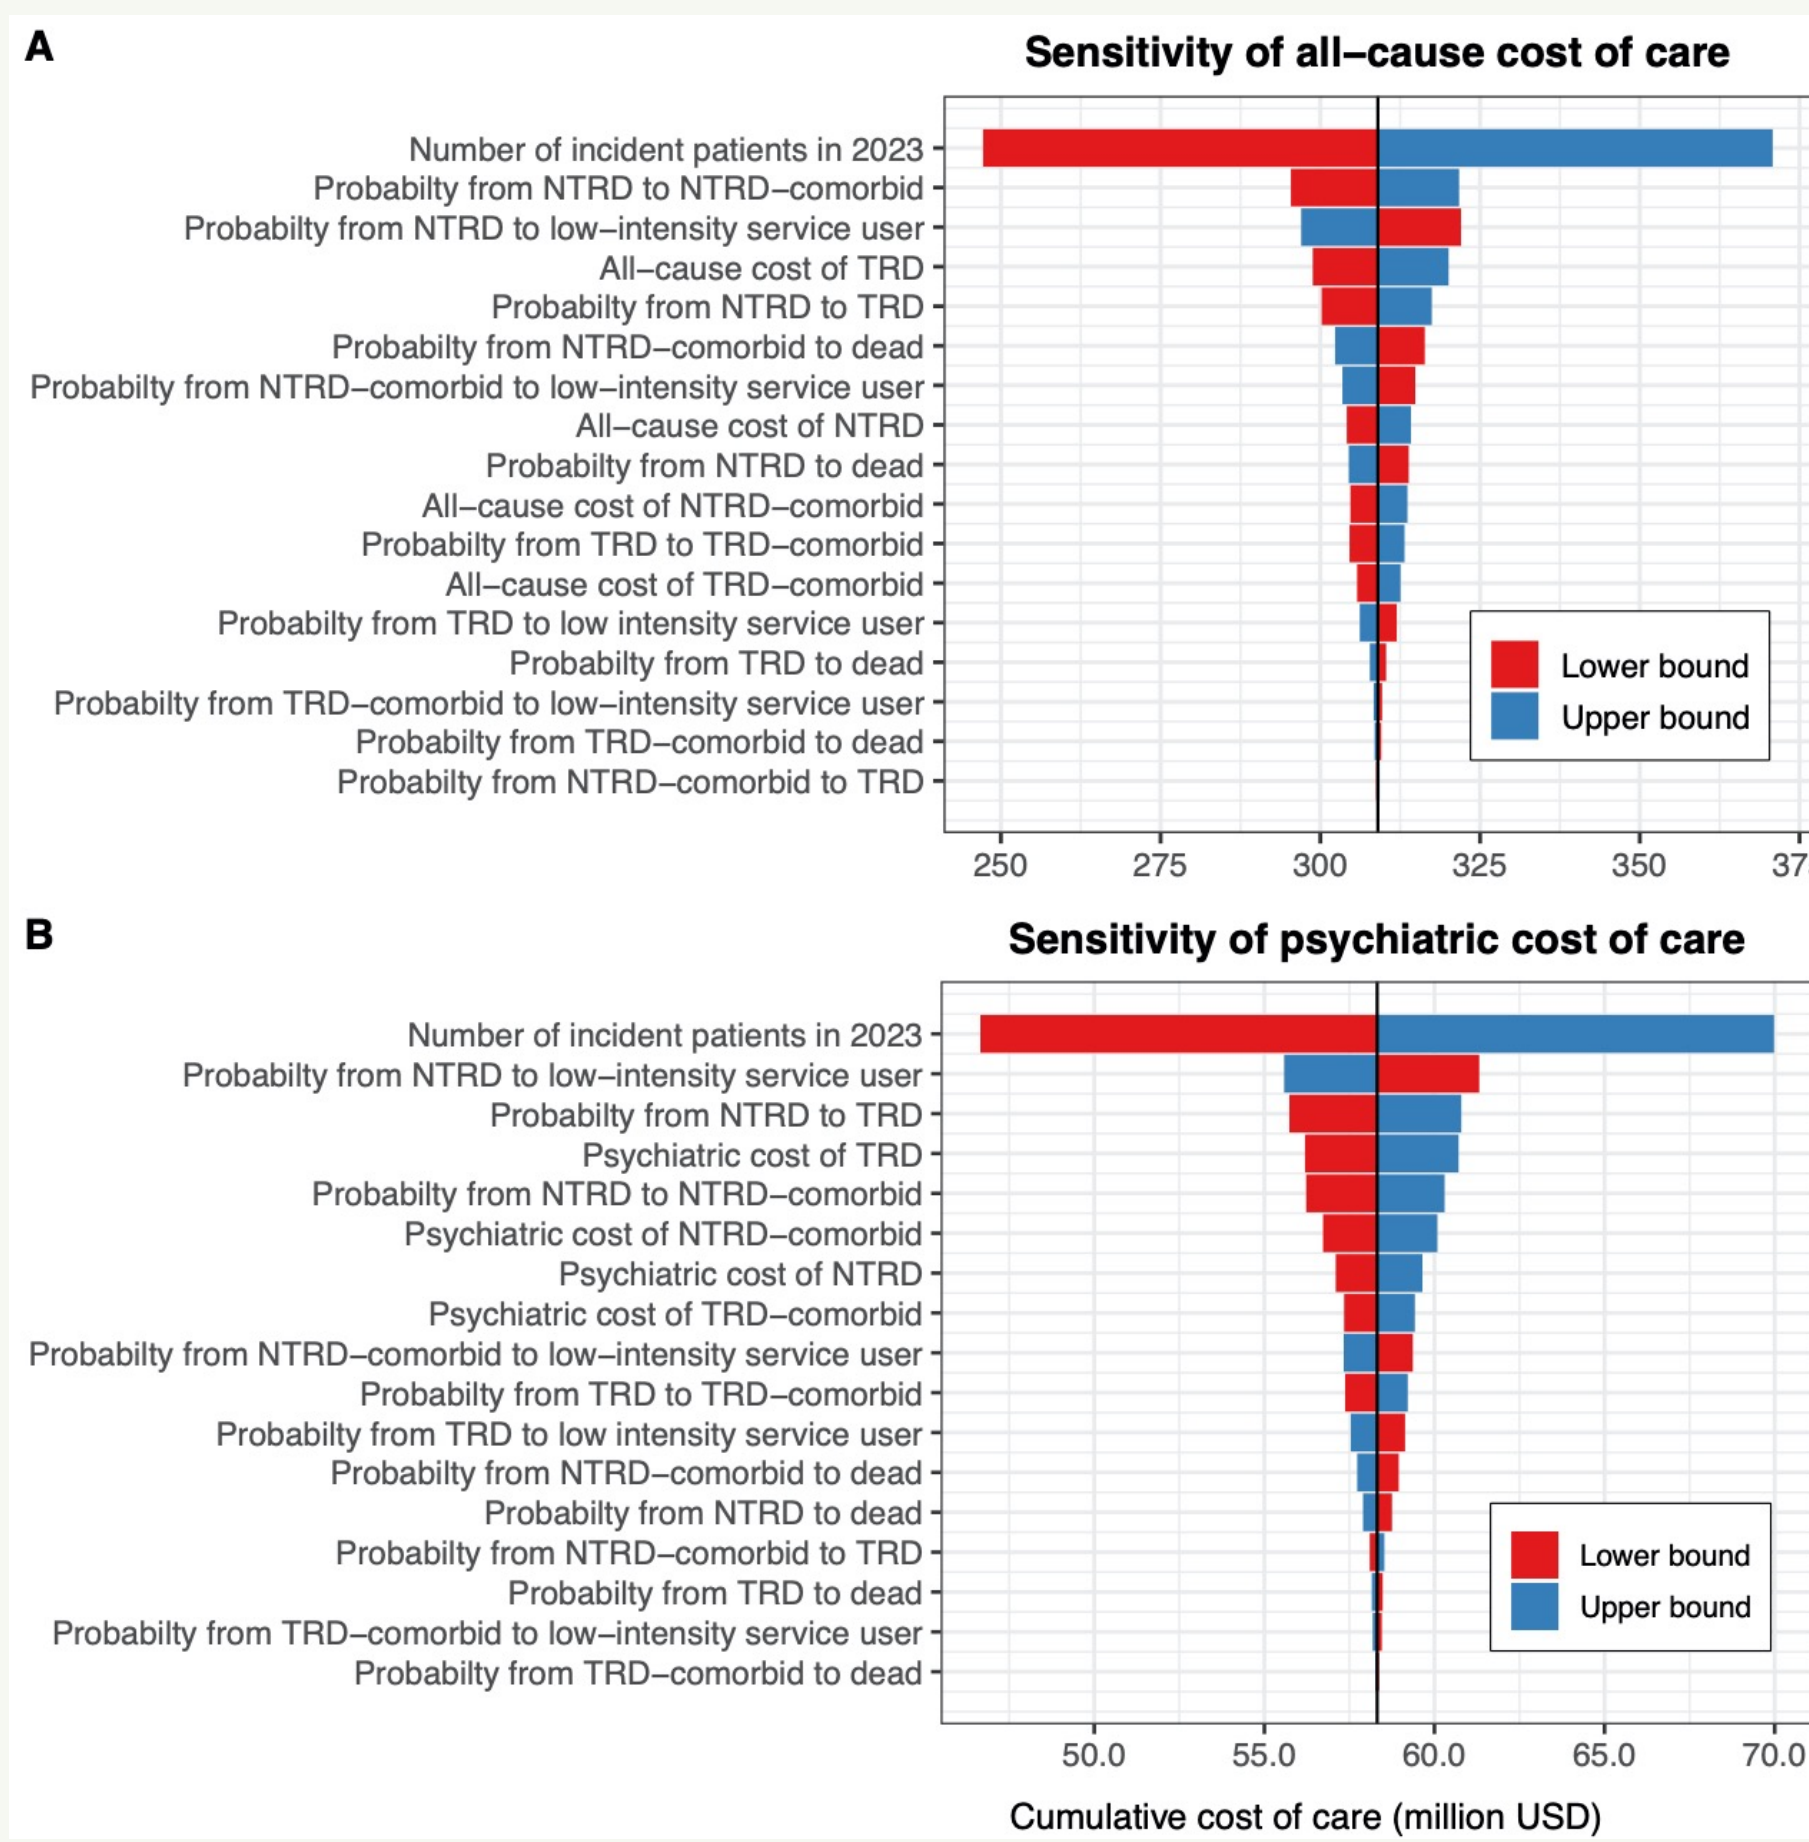 A
Sensitivity of all–cause cost of care
Number of incident patients in 2023
Probabilty from NTRD to NTRD–comorbid
Probabilty from NTRD to low–intensity service user
All–cause cost of TRD
Probabilty from NTRD to TRD
Probabilty from NTRD–comorbid to dead
Probabilty from NTRD–comorbid to low–intensity service user
All–cause cost of NTRD
Probabilty from NTRD to dead
All–cause cost of NTRD–comorbid
Probabilty from TRD to TRD–comorbid
All–cause cost of TRD–comorbid
Probabilty from TRD to low intensity service user
Probabilty from TRD to dead
Probabilty from TRD–comorbid to low–intensity service user
Probabilty from TRD–comorbid to dead
Probabilty from NTRD–comorbid to TRD
Lower bound
Upper bound
250 275 300 325 350
B
Sensitivity of psychiatric cost of care
Number of incident patients in 2023
Probabilty from NTRD to low–intensity service user
Probabilty from NTRD to TRD
Psychiatric cost of TRD
Probabilty from NTRD to NTRD–comorbid
Psychiatric cost of NTRD–comorbid
Psychiatric cost of NTRD
Psychiatric cost of TRD–comorbid
Probabilty from NTRD–comorbid to low–intensity service user
Probabilty from TRD to TRD–comorbid
Probabilty from TRD to low intensity service user
Probabilty from NTRD–comorbid to dead
Probabilty from NTRD to dead
Probabilty from NTRD–comorbid to TRD
Probabilty from TRD to dead
Probabilty from TRD–comorbid to low–intensity service user
Probabilty from TRD–comorbid to dead
Lower bound
Upper bound
50.0 55.0 60.0 65.0 70.0
Cumulative cost of care (million USD)